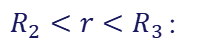 R₂ < r < R₃ :